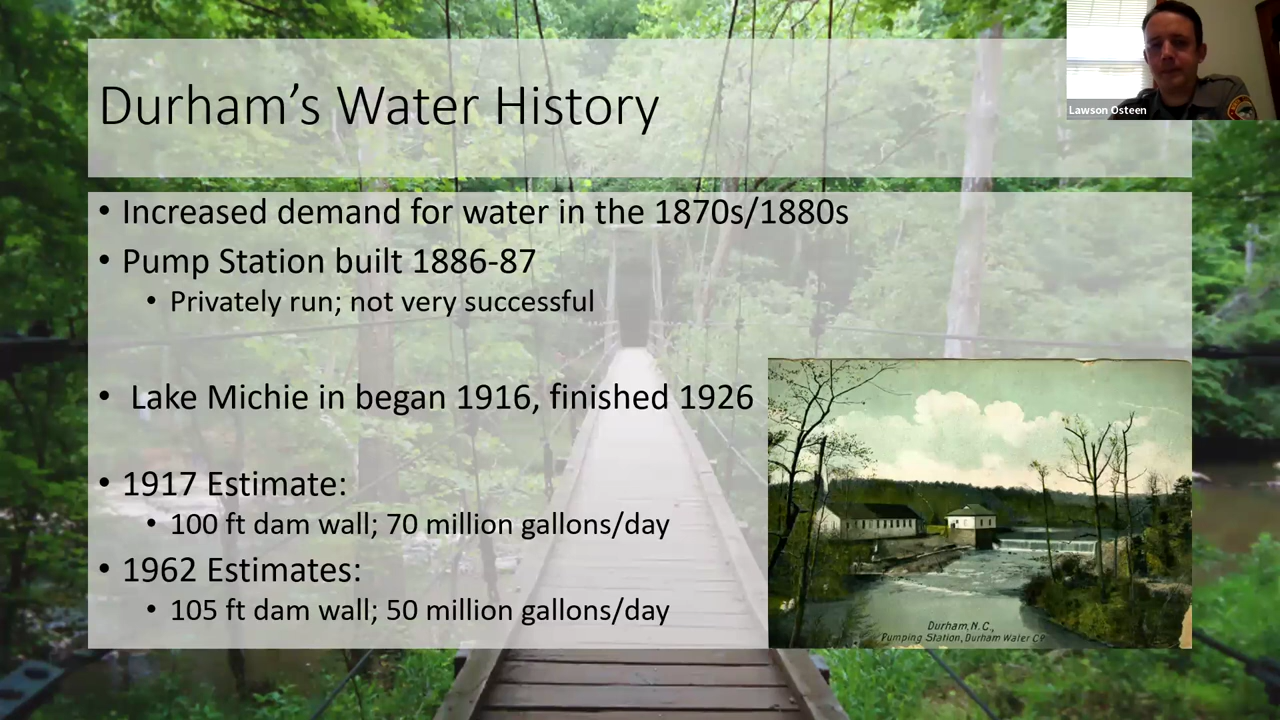 Durham's Water History
Lawson Osteen
• Increased demand for water in the 1870s/1880s
• Pump Station built 1886-87
• Privately run; not very successful
• Lake Michie in began 1916, finished 1926
• 1917 Estimate:
• 100 ft dam wall; 70 million gallons/day
• 1962 Estimates:
• 105 ft dam wall; 50 million gallons/day
Durham, N.C.,
Pumping Station, Durham Water Co